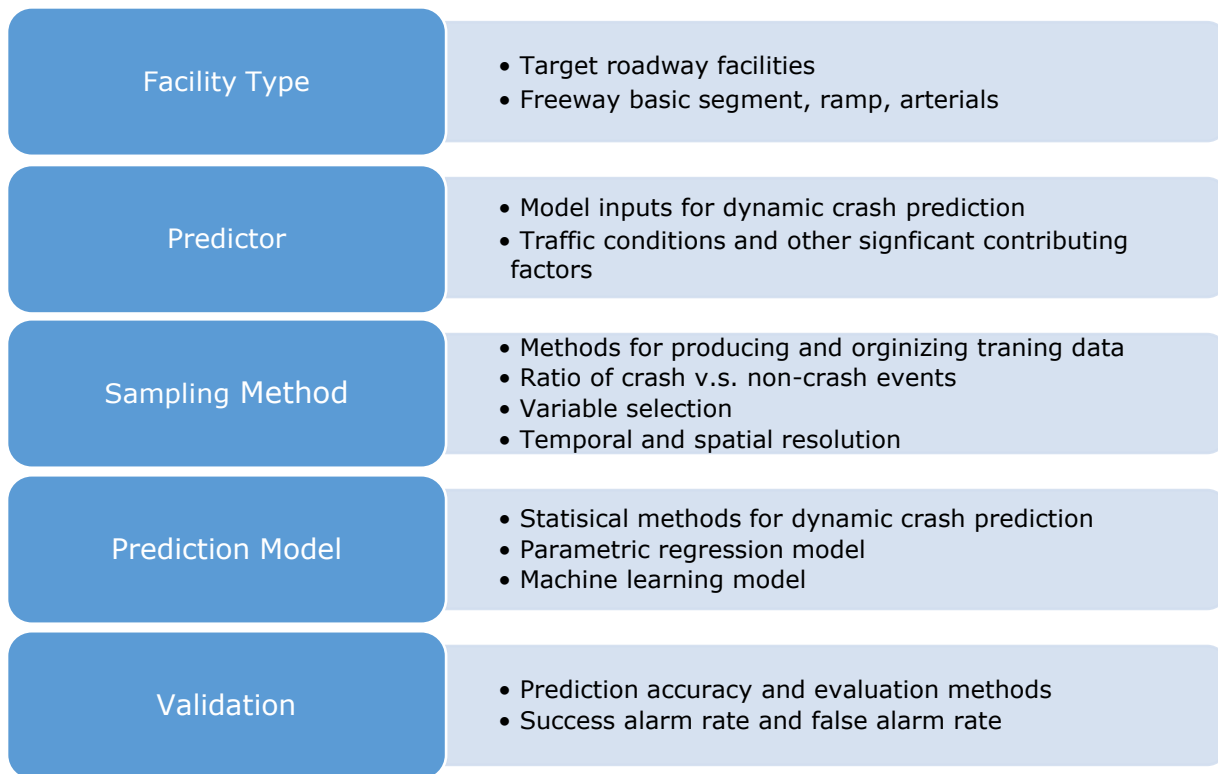 Facility Type
• Target roadway facilities
• Freeway basic segment, ramp, arterials
Predictor
• Model inputs for dynamic crash prediction
• Traffic conditions and other signficant contributing
factors
Sampling Method
• Methods for producing and orginizing traning data
• Ratio of crash v.s. non-crash events
• Variable selection
• Temporal and spatial resolution
Prediction Model
• Statisical methods for dynamic crash prediction
• Parametric regression model
• Machine learning model
Validation
• Prediction accuracy and evaluation methods
• Success alarm rate and false alarm rate